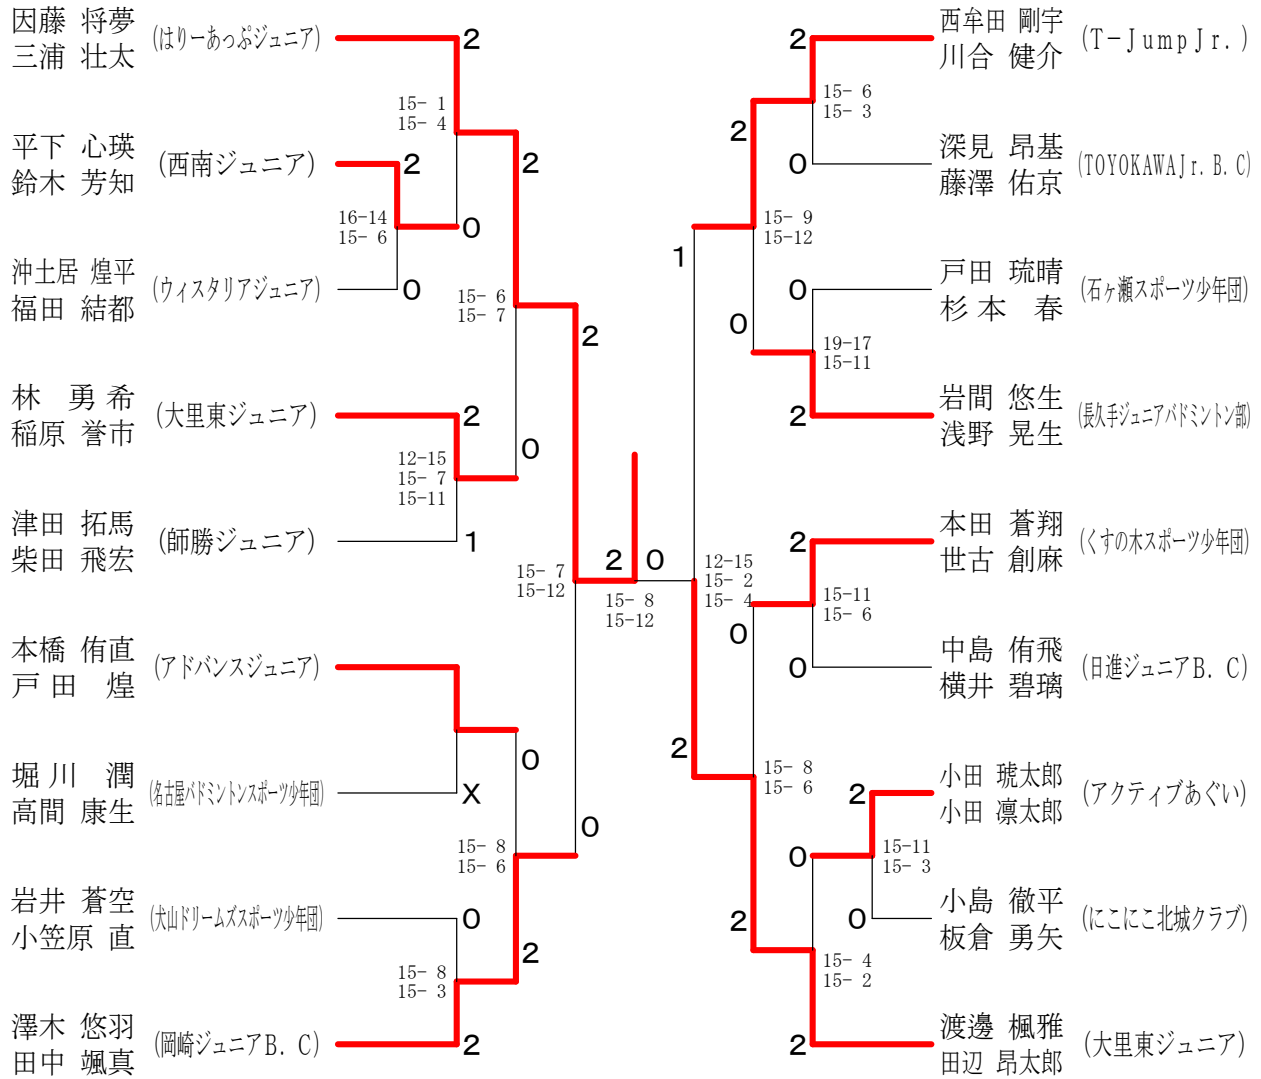 因藤 将夢
三浦 壮太
(はりーあっぷジュニア)
2
15- 1
15- 4
平下 心瑛
鈴木 芳知
(西南ジュニア)
2
2
16-14
15- 6
0
沖土居 煌平
福田 結都
(ウィスタリアジュニア)
0
15- 6
15- 7
2
林 勇希
稲原 誉市
(大里東ジュニア)
2
0
12-15
15- 7
15-11
津田 拓馬
柴田 飛宏
(師勝ジュニア)
1
15- 7
15-12
2
0
15- 8
15-12
本橋 侑直
戸田 煌
(アドバンスジュニア)
0
堀川 潤
高間 康生
(名古屋バドミントンスポーツ少年団)
X
0
15- 8
15- 6
岩井 蒼空
小笠原 直
(犬山ドリームズスポーツ少年団)
0
2
15- 8
15- 3
澤木 悠羽
田中 颯真
(岡崎ジュニアB.C)
2
2
西牟田 剛宇
川合 健介
(T-JumpJr.)
15- 6
15- 3
2
0
深見 昂基
藤澤 佑京
(TOYOKAWAJr.B.C)
15- 9
15-12
1
0
戸田 琉晴
杉本 春
(石ヶ瀬スポーツ少年団)
0
19-17
15-11
2
岩間 悠生
浅野 晃生
(長久手ジュニアバドミントン部)
2
本田 蒼翔
世古 創麻
(くすの木スポーツ少年団)
12-15
15- 2
15- 4
15-11
15- 6
0
0
中島 侑飛
横井 碧璃
(日進ジュニアB.C)
2
15- 8
15- 6
2
小田 琥太郎
小田 凛太郎
(アクティブあぐい)
0
15-11
15- 3
2
0
小島 徹平
板倉 勇矢
(にこにこ北城クラブ)
15- 4
15- 2
2
渡邊 楓雅
田辺 昂太郎
(大里東ジュニア)